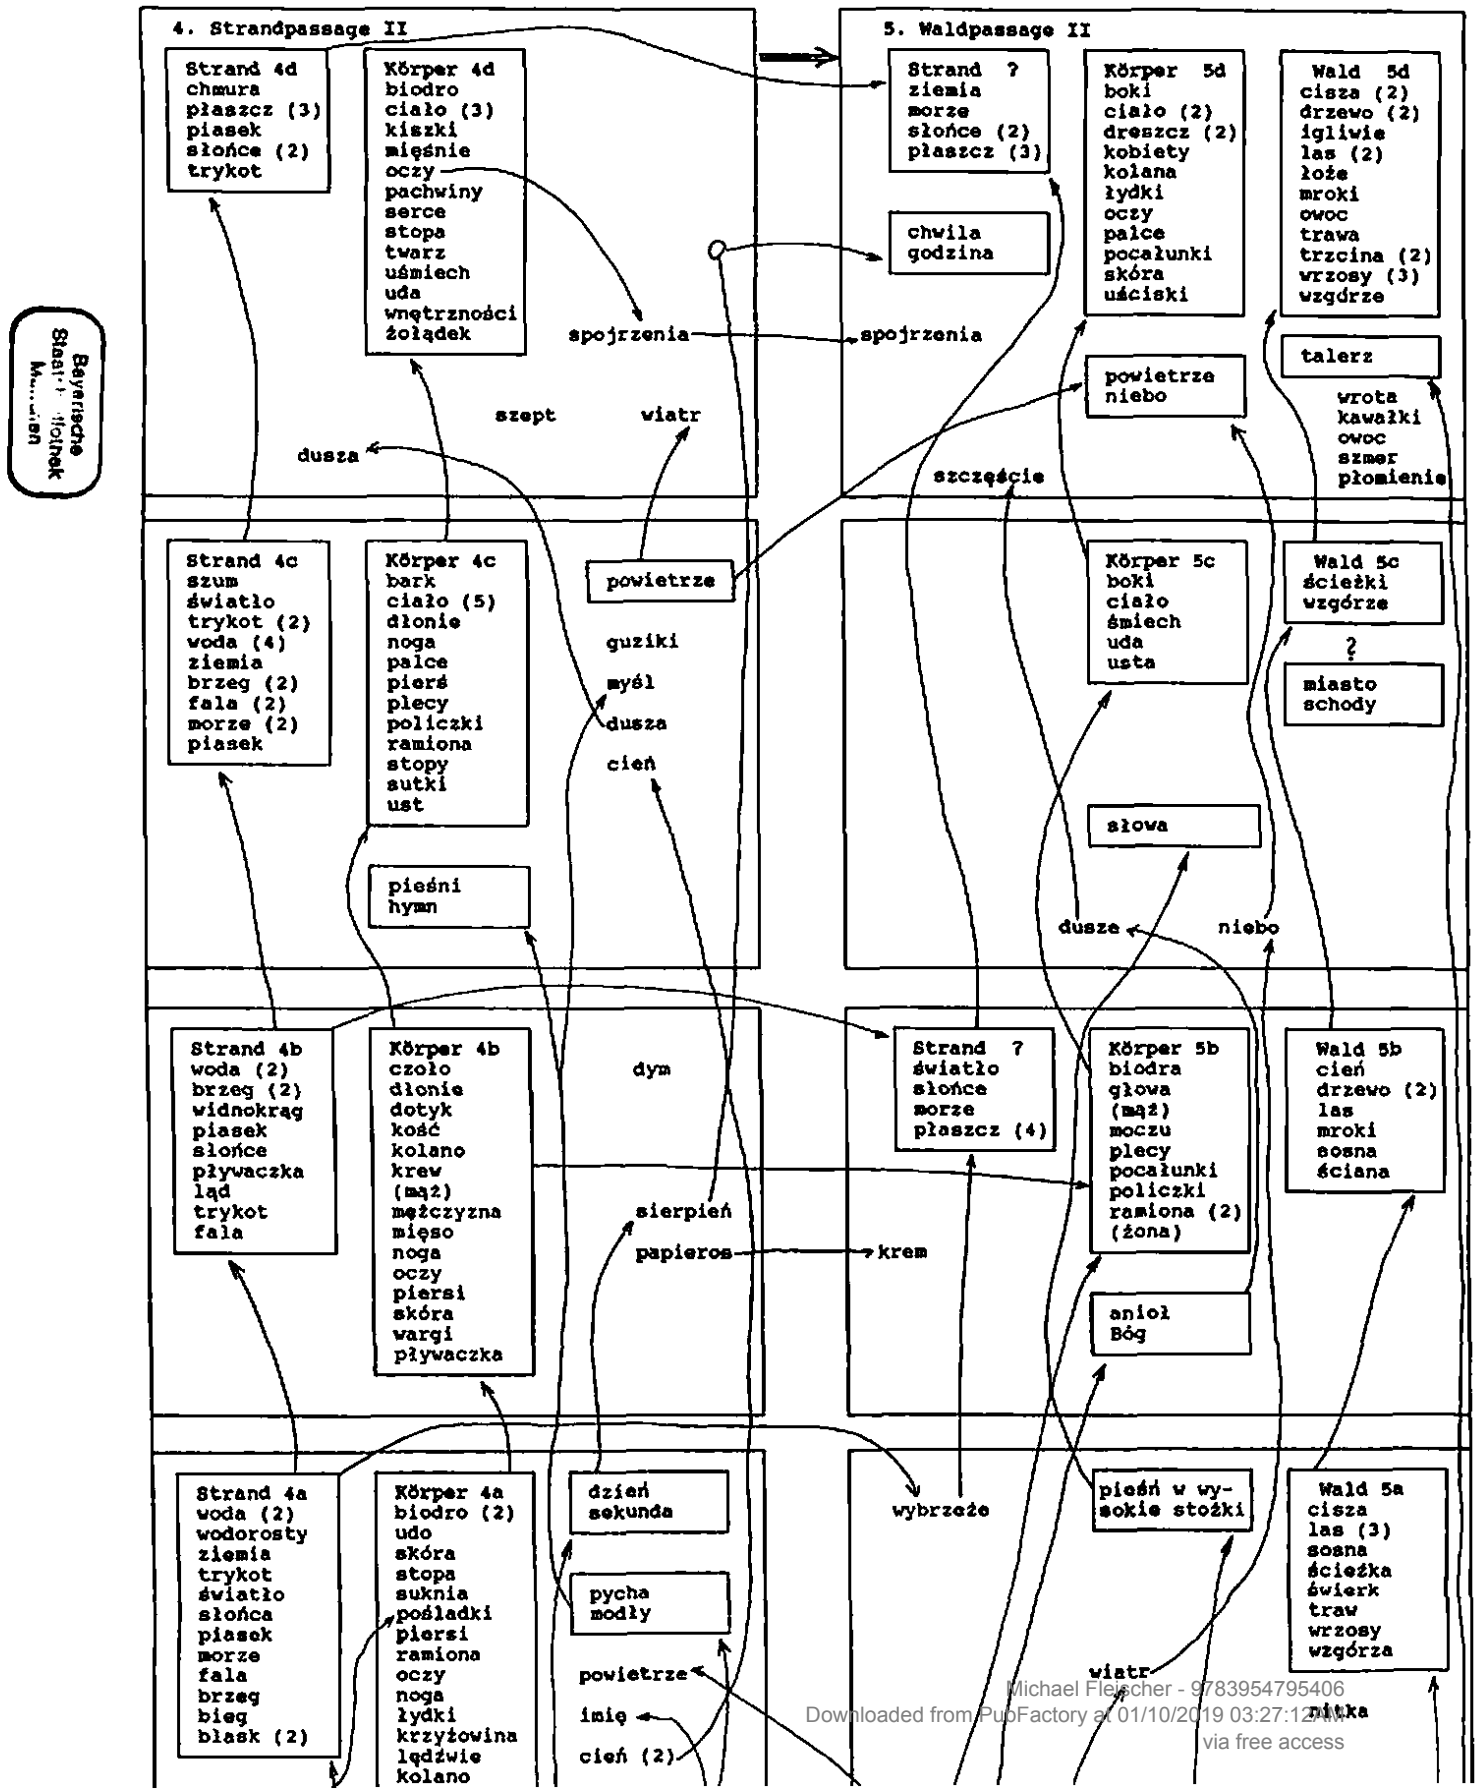 4. Strandpassage II
Strand 4d
chmura
płaszcz (3)
piasek
słońce (2)
trykot
Körper 4d
biodro
ciało (3)
kiszki
mięśnie
oczy
pachwiny
serce
stopa
twarz
uśmiech
uda
wnętrzności
żołądek
spojrzenia
szept
wiatr
dusza
5. Waldpassage II
Strand ?
ziemia
morze
słońce (2)
płaszcz (3)
chwila
godzina
spojrzenia
szczęście
Körper 5d
boki
ciało (2)
dreszcz (2)
kobiety
kolana
łydki
oczy
palce
pocałunki
skóra
uściski
powietrze
niebo
Wald 5d
cisza (2)
drzewo (2)
igliwie
las (2)
łoże
mroki
owoc
trawa
trzcina (2)
wrzosy (3)
wzgórze
talerz
wrota
kawałki
owoc
szmer
płomienie
Bayerische
München
Strand 4c
szum
światło
trykot (2)
woda (4)
ziemia
brzeg (2)
fala (2)
morze (2)
piasek
Körper 4c
bark
ciało (5)
dłonie
noga
palce
pierś
plecy
policzki
ramiona
stopy
sutki
ust
pieśni
hymn
powietrze
guziki
myśl
dusza
cień
Körper 5c
boki
ciało
śmiech
uda
usta
słowa
dusze
niebo
Wald 5c
ścieżki
wzgórze
?
miasto
schody
Strand 4b
woda (2)
brzeg (2)
widnokrąg
piasek
słońce
pływaczka
ląd
trykot
fala
Körper 4b
czoło
dłonie
dotyk
kość
kolano
krew
(mąż)
mężczyzna
mięso
noga
oczy
piersi
skóra
wargi
pływaczka
dym
sierpień
papieros
krem
Strand ?
światło
słońce
morze
płaszcz (4)
Körper 5b
biodra
głowa
(mąż)
moczu
plecy
pocałunki
policzki
ramiona (2)
(żona)
anioł
Bóg
Wald 5b
cień
drzewo (2)
las
mroki
sosna
ściana
Strand 4a
woda (2)
wodorosty
ziemia
trykot
światło
słońca
piasek
morze
fala
brzeg
bieg
blask (2)
Körper 4a
biodro (2)
udo
skóra
stopa
suknia
pośladki
piersi
ramiona
oczy
noga
łydki
krzyżowina
lędźwie
kolano
dzień
sekunda
pycha
modły
powietrze
imię
cień (2)
wybrzeże
pieśń w wy-
sokie stożki
wiatr
Wald 5a
cisza
las (3)
sosna
ścieżka
świerk
traw
wrzosy
wzgórza
nitka
Michael Fleischer - 9783954795406
Downloaded from PubFactory at 01/10/2019 03:27:12AM
via free access